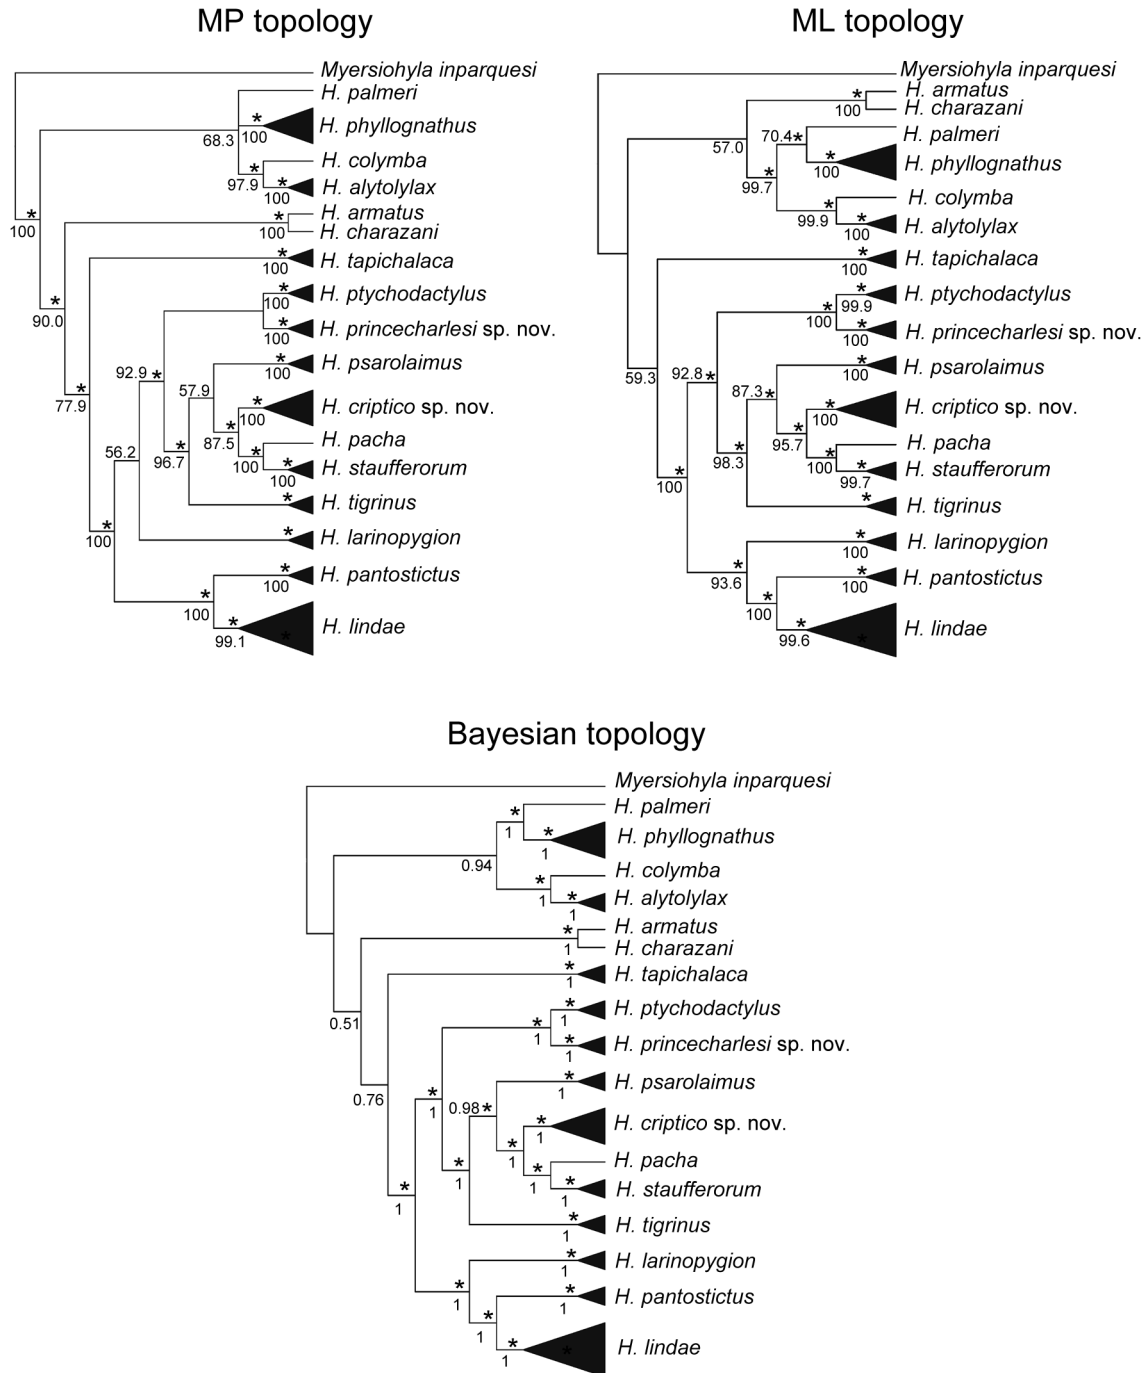 MP topology
Myersiohyla inparquesi
H. palmeri
* H. phyllognathus
100
68.3
H. colymba
*
97.9
* H. alytolylax
100
H. armatus
*
100 H. charazani
*
100
* H. tapichalaca
100
* H. ptychodactylus
100
* H. princecharlesi sp. nov.
100
*
90.0
* H. psarolaimus
100
92.9 *
57.9
* H. criptico sp. nov.
100
*
77.9
*
87.5
H. pacha
*
100
* H. staufferorum
100
56.2
*
96.7
* H. tigrinus
*
100
* H. larinopygion
* H. pantostictus
100
*
100
* H. lindae
99.1
*
ML topology
Myersiohyla inparquesi
H. armatus
*
100 H. charazani
57.0
H. palmeri
70.4*
* H. phyllognathus
100
*
99.7
H. colymba
*
99.9
* H. alytolylax
100
* H. tapichalaca
100
* H. ptychodactylus
99.9
*
100
* H. princecharlesi sp. nov.
100
59.3
92.8 *
* H. psarolaimus
100
87.3 *
* H. criptico sp. nov.
100
*
95.7
H. pacha
*
100
* H. staufferorum
99.7
*
98.3
*
100
* H. tigrinus
* H. larinopygion
100
*
93.6
* H. pantostictus
100
*
100
* H. lindae
99.6
*
Bayesian topology
Myersiohyla inparquesi
H. palmeri
*
1
* H. phyllognathus
1
0.94
H. colymba
*
1
* H. alytolylax
1
H. armatus
*
1 H. charazani
* H. tapichalaca
1
* H. ptychodactylus
1
0.51
*
1
* H. princecharlesi sp. nov.
1
* H. psarolaimus
1
0.76
*
1
0.98 *
* H. criptico sp. nov.
1
*
1
H. pacha
*
1
* H. staufferorum
1
*
1
*
1
* H. tigrinus
1
* H. larinopygion
1
*
1
* H. pantostictus
1
*
1
* H. lindae
1
*